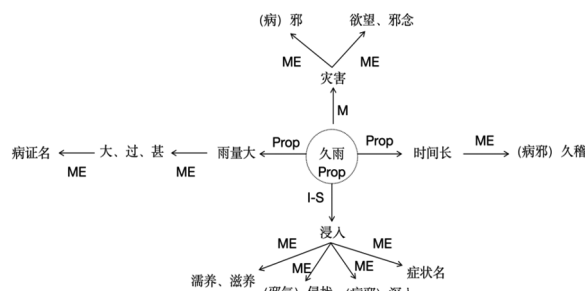 (病)邪 欲望、邪念
ME ME
灾害
M
病证名 大、过、甚 雨量大 Prop 久雨 Prop 时间长 ME (病邪)久稽
ME ME Prop
I-S
浸入
ME ME
ME ME
濡养、滋养 症状名